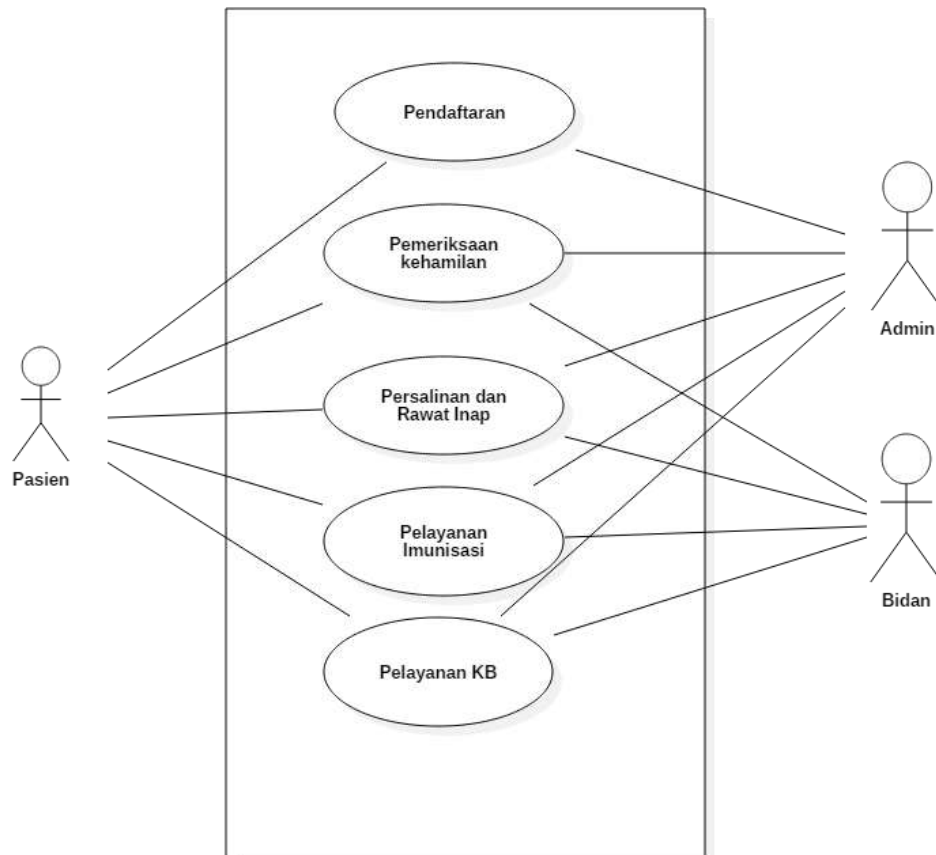 Pendaftaran
Pemeriksaan
kehamilan
Persalinan dan
Rawat Inap
Pelayanan
Imunisasi
Pelayanan KB
Pasien
Admin
Bidan